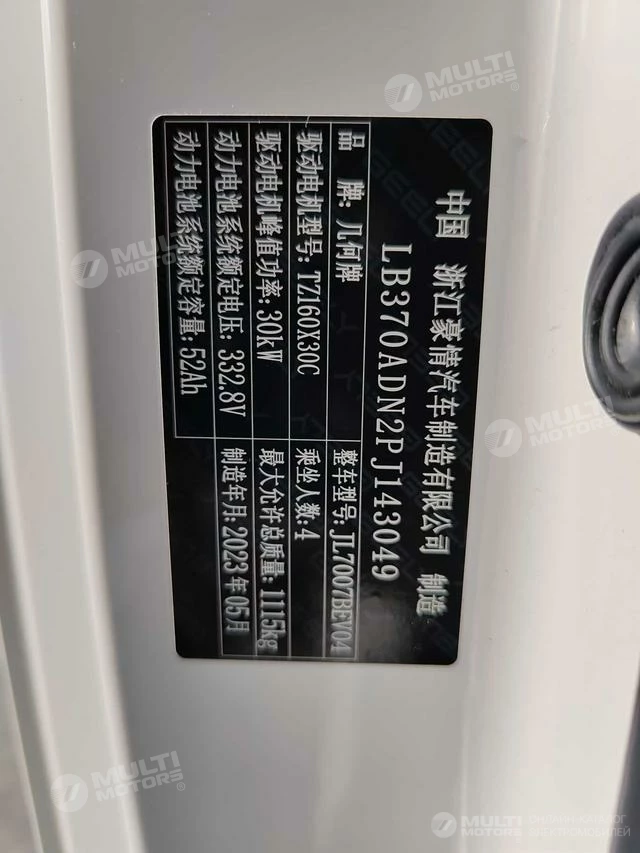 中国 浙江豪情汽车制造有限公司 制造
LB370ADN2PJ143049
品 牌: 几何牌 整车型号: JL7007BEV04
驱动电机型号: TZ160X30C 乘坐人数: 4
驱动电机峰值功率: 30kW 最大允许总质量: 1115kg
动力电池系统额定电压: 332.8V 制造年月: 2023年05月
动力电池系统额定容量: 52Ah
MULTI MOTORS
MULTI MOTORS
MULTI MOTORS
MULTI MOTORS
MULTI MOTORS ОНЛАЙН-КАТАЛОГ ЭЛЕКТРОМОБИЛЕЙ